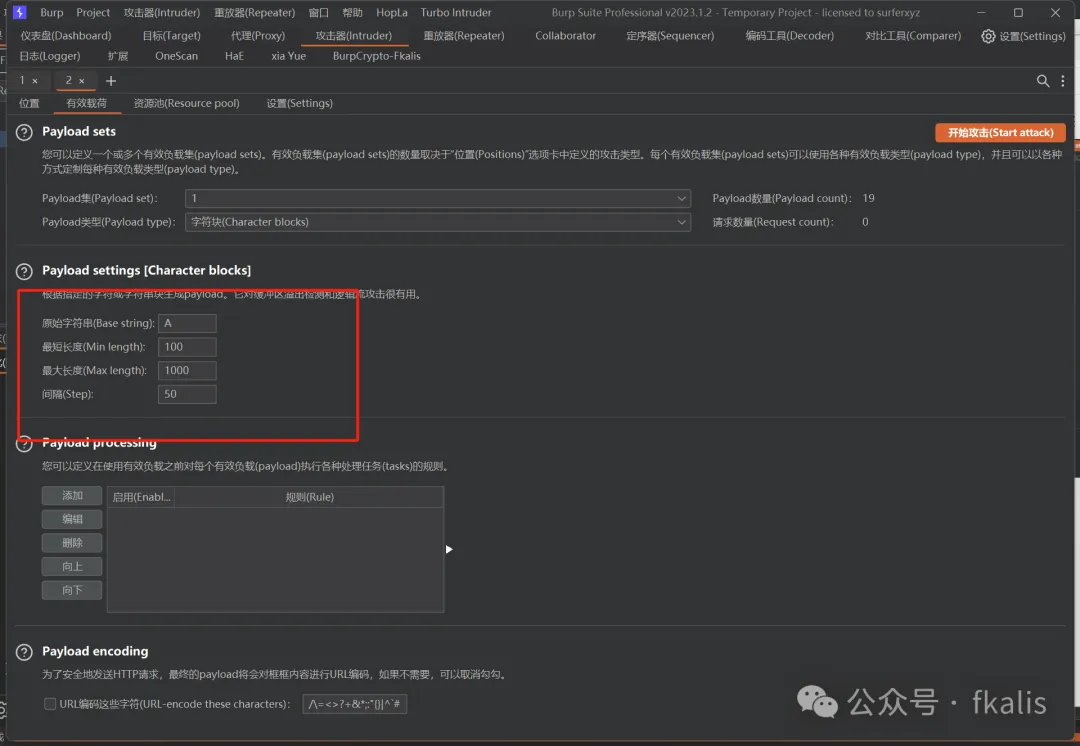 Burp Project 攻击器(Intruder) 重放器(Repeater) 窗口 帮助 HopLa Turbo Intruder Burp Suite Professional v2023.1.2 - Temporary Project - licensed to surferxyz
仪表盘(Dashboard) 目标(Target) 代理(Proxy) 攻击器(Intruder) 重放器(Repeater) Collaborator 定序器(Sequencer) 编码工具(Decoder) 对比工具(Comparer) 设置(Settings)
日志(Logger) 扩展 OneScan HaE xia Yue BurpCrypto-Fkalis
1 × 2 × +
位置 有效载荷 资源池(Resource pool) 设置(Settings)
Payload sets 开始攻击(Start attack)
您可以定义一个或多个有效负载集(payload sets)。有效负载集(payload sets)的数量取决于"位置(Positions)"选项卡中定义的攻击类型。每个有效负载集(payload sets)可以使用各种有效负载类型(payload type)，并且可以以各种
方式定制每种有效负载类型(payload type)。
Payload集(Payload set): 1 Payload数量(Payload count): 19
Payload类型(Payload type): 字符块(Character blocks) 请求数量(Request count): 0
Payload settings [Character blocks]
根据指定的字符或字符串块生成payload。它对缓冲区溢出检测和逻辑流攻击很有用。
原始字符串(Base string): A
最短长度(Min length): 100
最大长度(Max length): 1000
间隔(Step): 50
Payload processing
您可以定义在使用有效负载之前对每个有效负载(payload)执行各种处理任务(tasks)的规则。
添加 启用(Enabl... 规则(Rule)
编辑
删除
向上
向下
Payload encoding
为了安全地发送HTTP请求，最终的payload将会对框框内容进行URL编码，如果不需要，可以取消勾勾。
URL编码这些字符(URL-encode these characters): /\=<>?+&*;:"{}|^`#
公众号 · fkalis